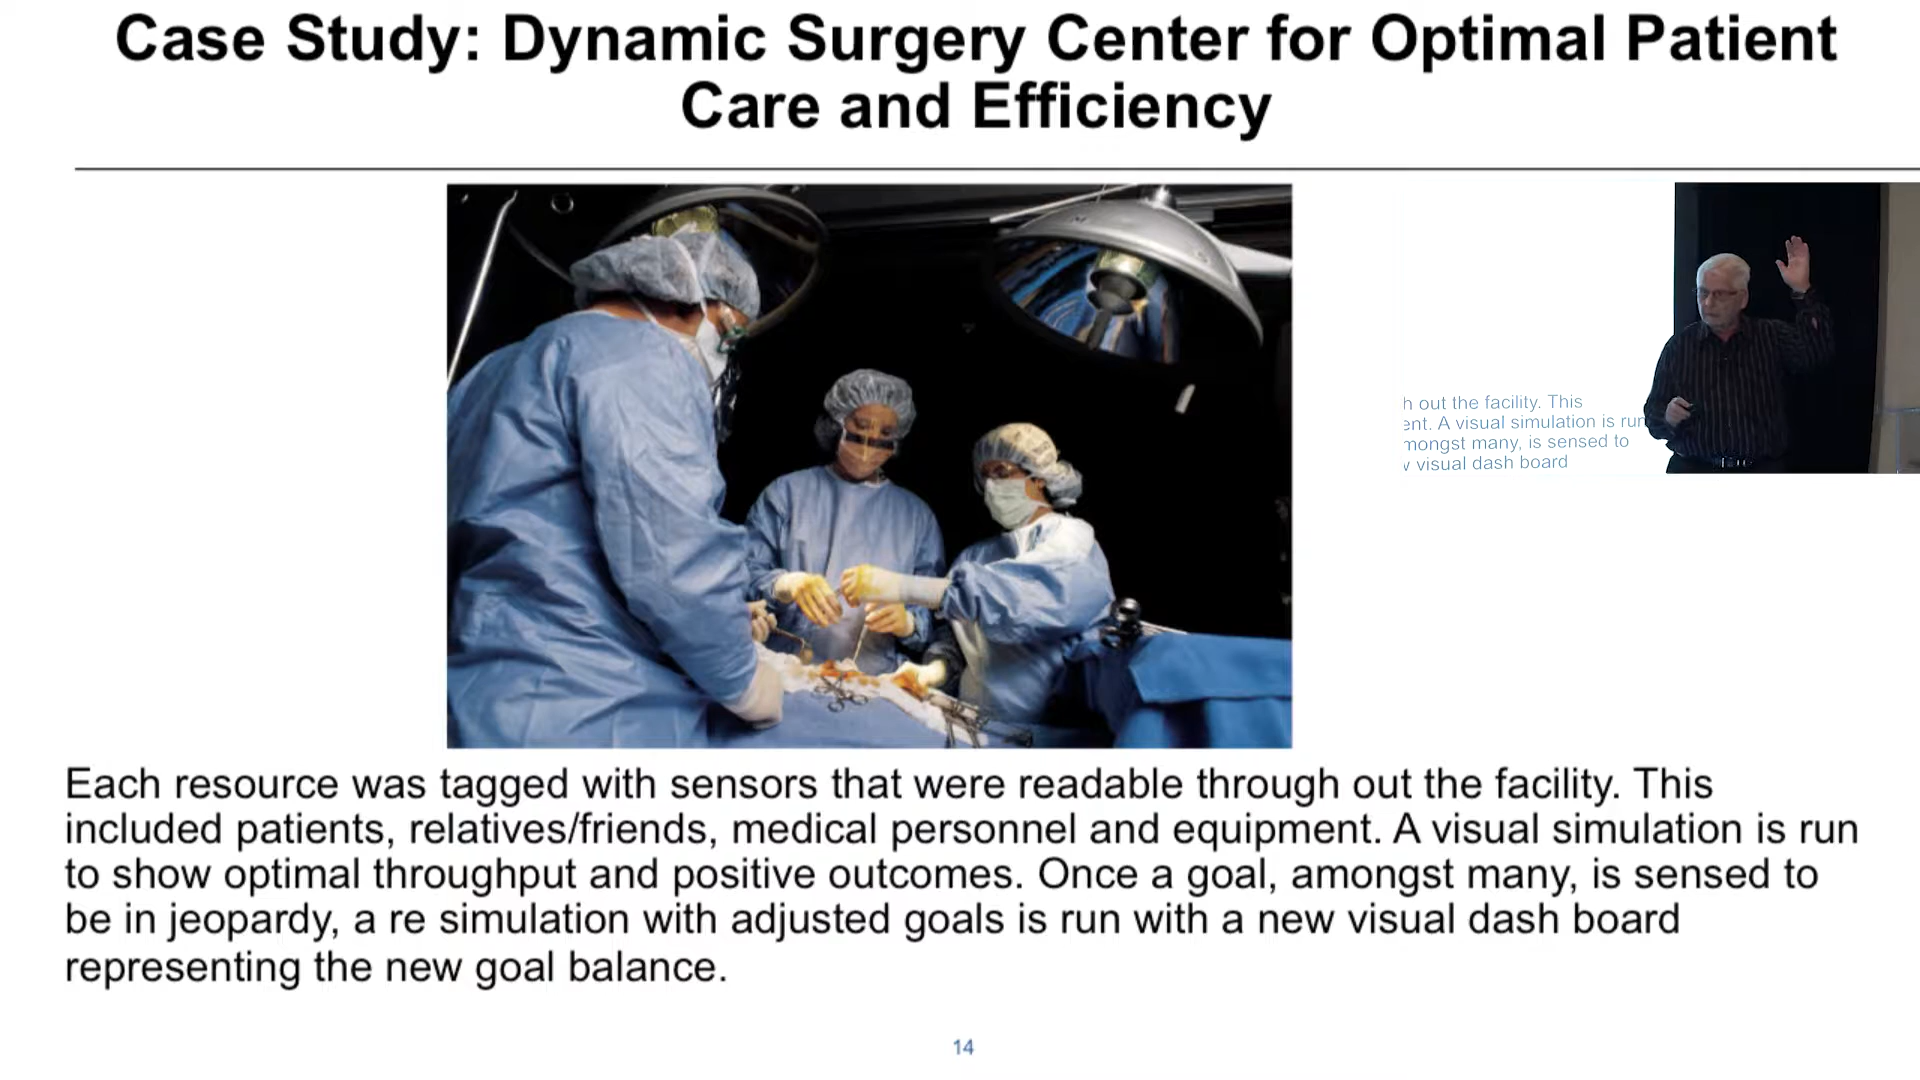 Case Study: Dynamic Surgery Center for Optimal Patient
Care and Efficiency
h out the facility. This
ent. A visual simulation is run
mongst many, is sensed to
v visual dash board
Each resource was tagged with sensors that were readable through out the facility. This
included patients, relatives/friends, medical personnel and equipment. A visual simulation is run
to show optimal throughput and positive outcomes. Once a goal, amongst many, is sensed to
be in jeopardy, a re simulation with adjusted goals is run with a new visual dash board
representing the new goal balance.
14